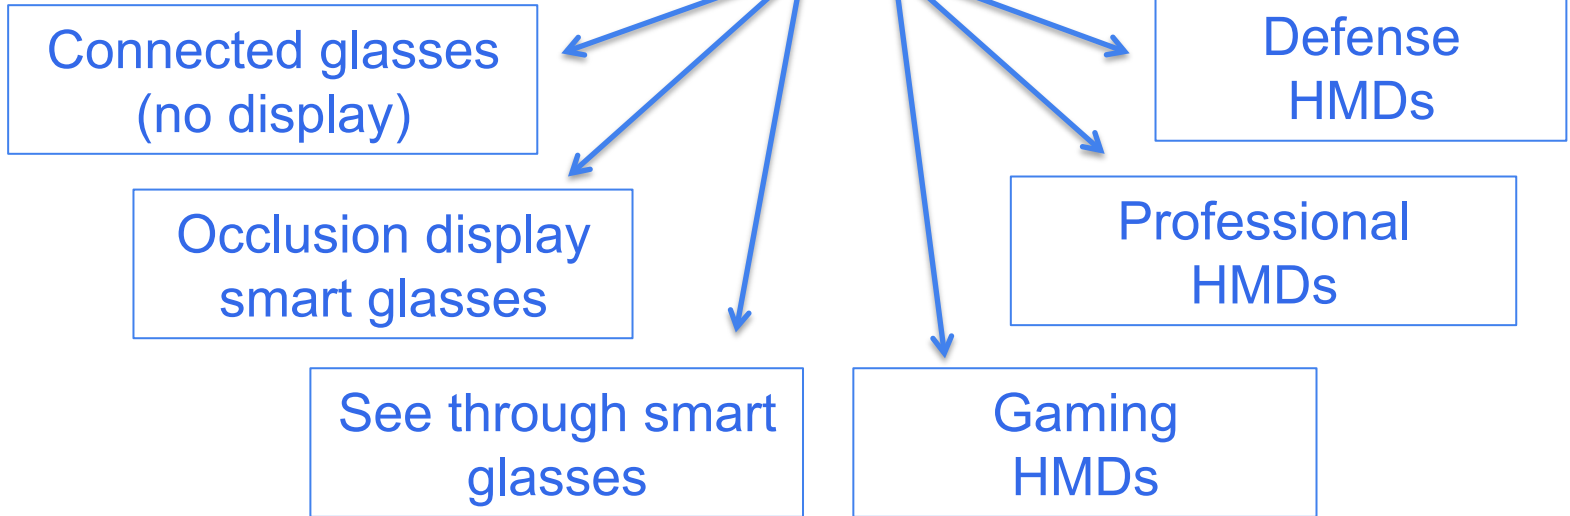 Connected glasses
(no display)
Defense
HMDs
Occlusion display
smart glasses
Professional
HMDs
See through smart
glasses
Gaming
HMDs